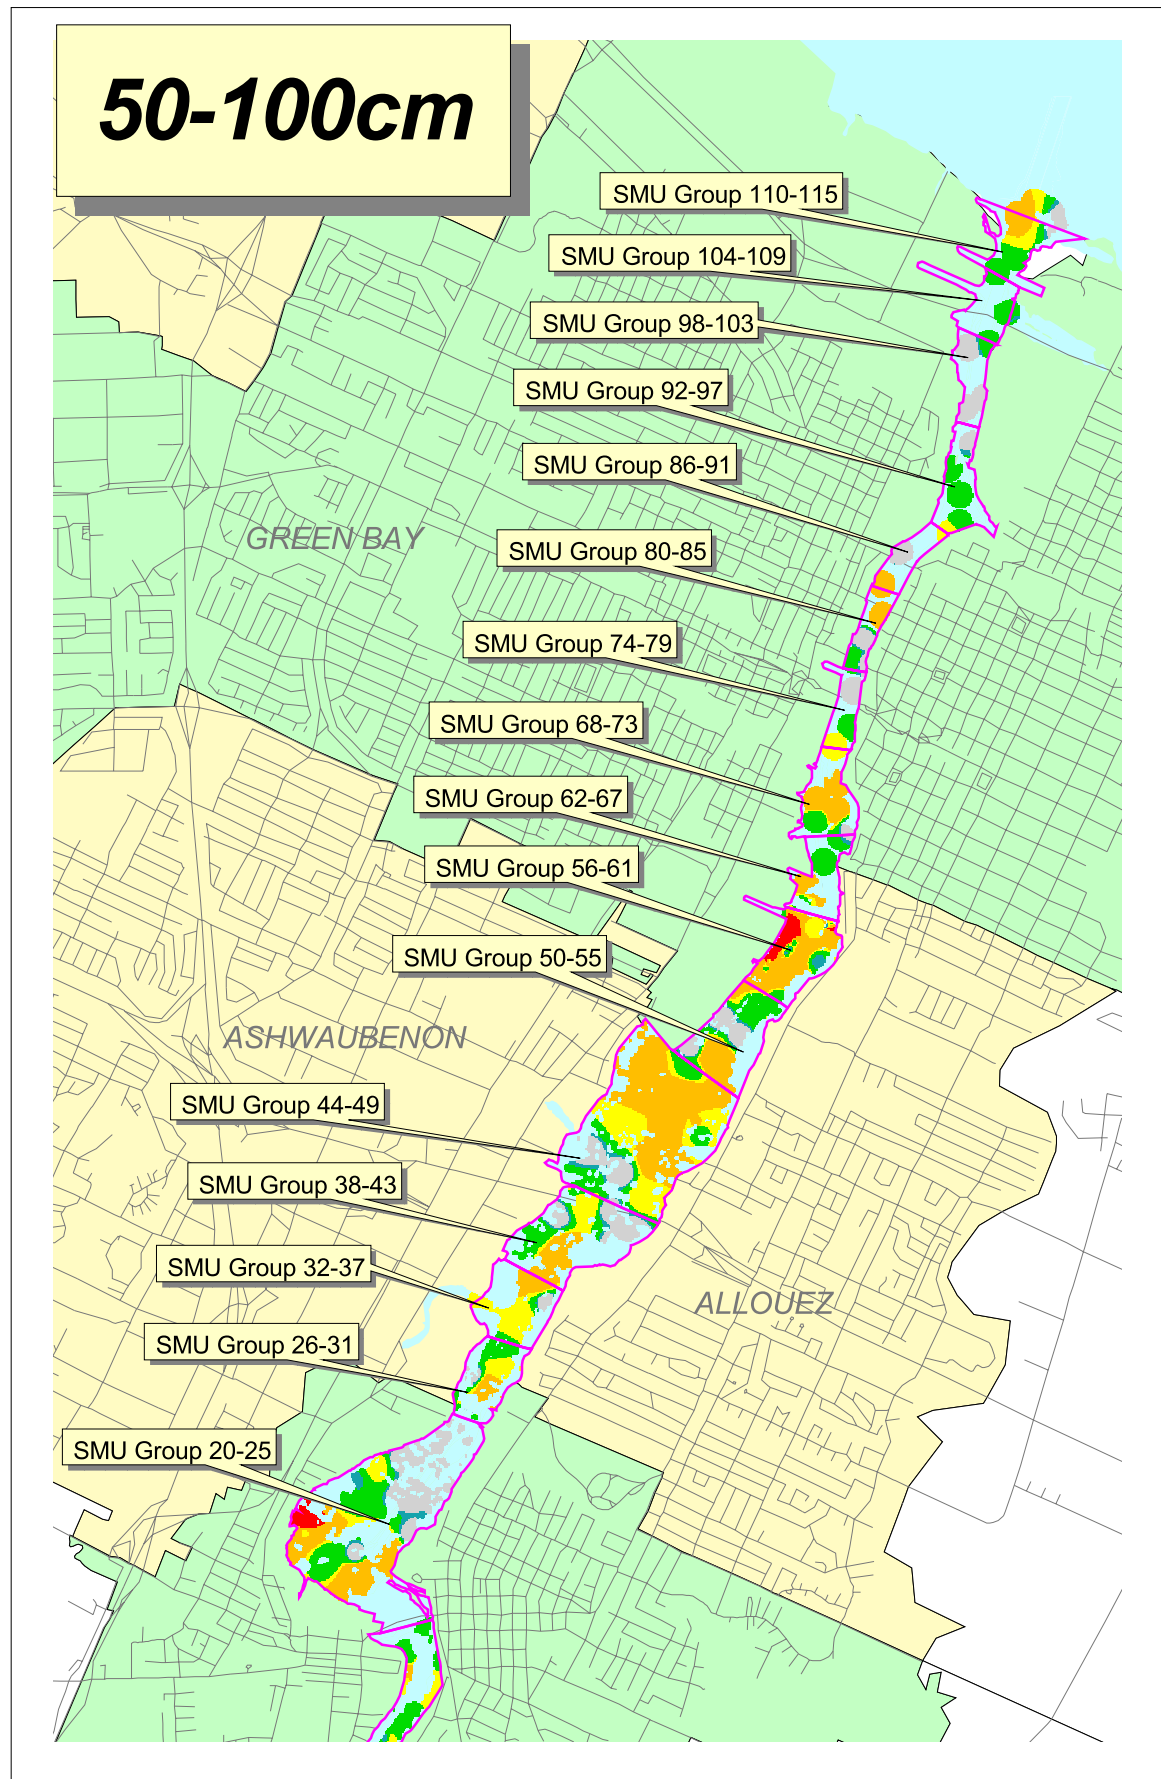 50-100cm
SMU Group 110-115
SMU Group 104-109
SMU Group 98-103
SMU Group 92-97
SMU Group 86-91
GREEN BAY
SMU Group 80-85
SMU Group 74-79
SMU Group 68-73
SMU Group 62-67
SMU Group 56-61
SMU Group 50-55
ASHWAUBENON
SMU Group 44-49
SMU Group 38-43
SMU Group 32-37
ALLOUEZ
SMU Group 26-31
SMU Group 20-25